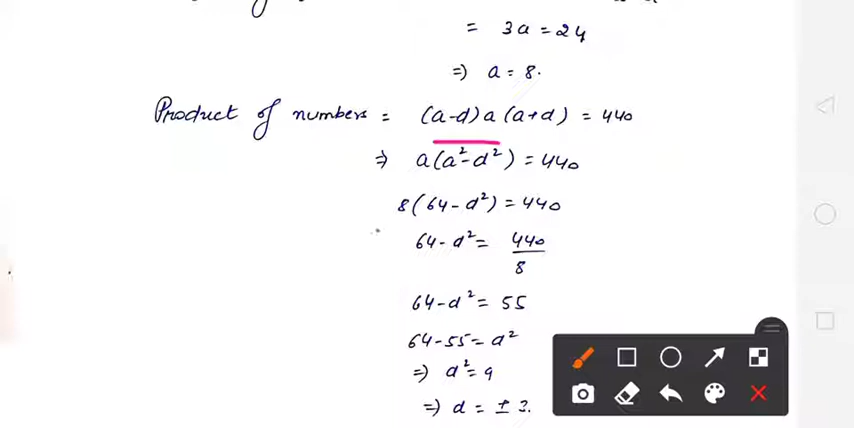 = 3a = 24
=) a = 8.
Product of numbers = (a-d)a(a+d) = 440
=) a(a²-d²) = 440
8(64-d²) = 440
64-d² = 440/8
64-d² = 55
64-55 = d²
=) d² = 9
=) d = ± 3.